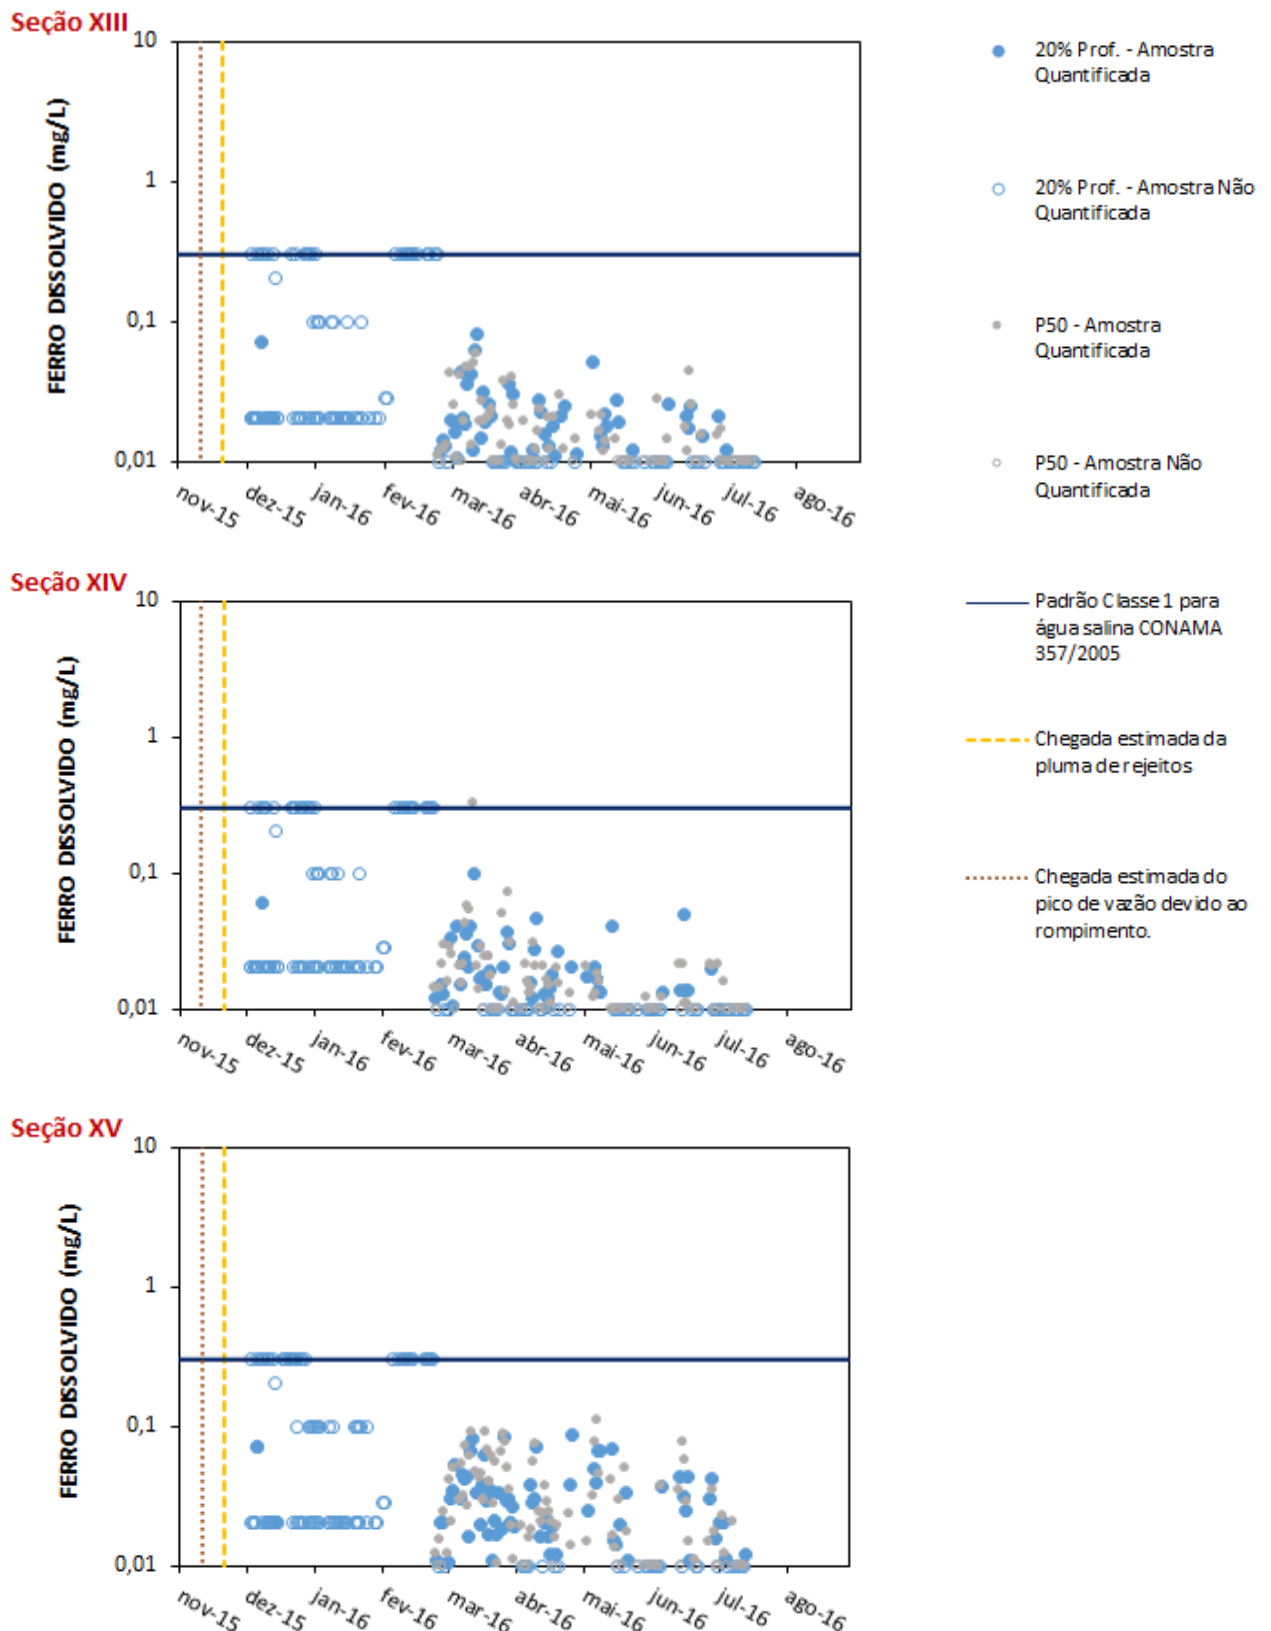 Seção XIII
10
1
0,1
0,01
FERRO DISSOLVIDO (mg/L)
nov-15
dez-15
jan-16
fev-16
mar-16
abr-16
mai-16
jun-16
jul-16
ago-16
20% Prof. - Amostra
Quantificada
20% Prof. - Amostra Não
Quantificada
P50 - Amostra
Quantificada
P50 - Amostra Não
Quantificada
Padrão Classe 1 para
água salina CONAMA
357/2005
Chegada estimada da
pluma de rejeitos
Chegada estimada do
pico de vazão devido ao
rompimento.
Seção XIV
10
1
0,1
0,01
FERRO DISSOLVIDO (mg/L)
nov-15
dez-15
jan-16
fev-16
mar-16
abr-16
mai-16
jun-16
jul-16
ago-16
Seção XV
10
1
0,1
0,01
FERRO DISSOLVIDO (mg/L)
nov-15
dez-15
jan-16
fev-16
mar-16
abr-16
mai-16
jun-16
jul-16
ago-16